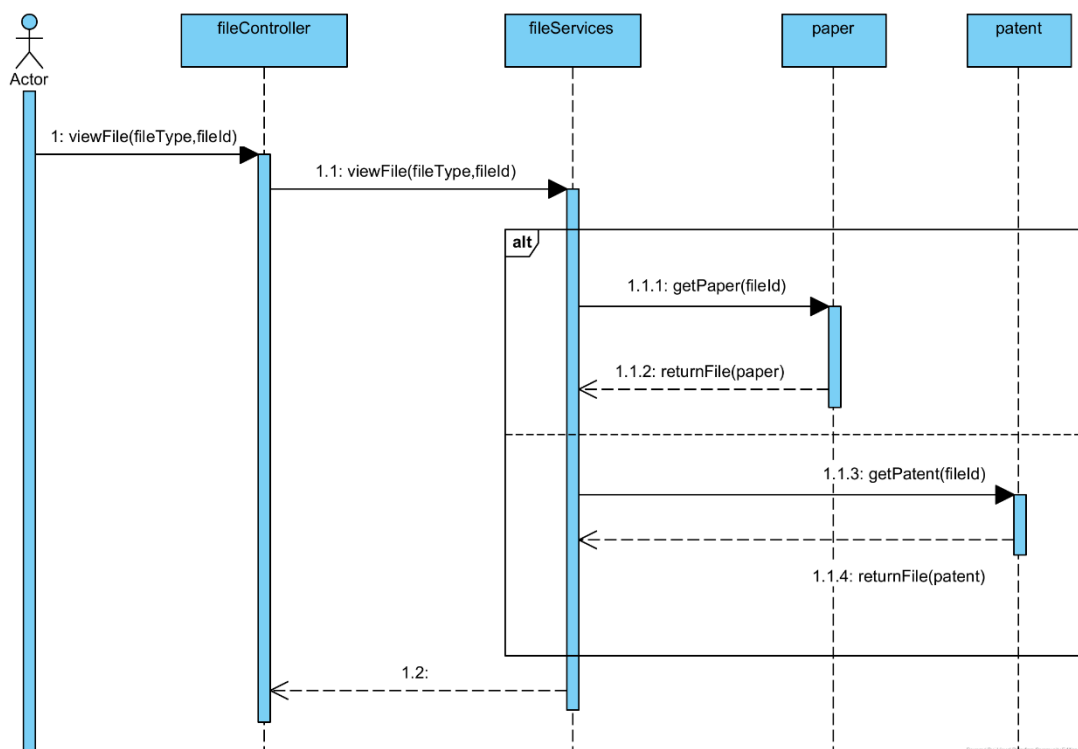 fileController
fileServices
paper
patent
Actor
1: viewFile(fileType,fileId)
1.1: viewFile(fileType,fileId)
alt
1.1.1: getPaper(fileId)
1.1.2: returnFile(paper)
1.1.3: getPatent(fileId)
1.1.4: returnFile(patent)
1.2: